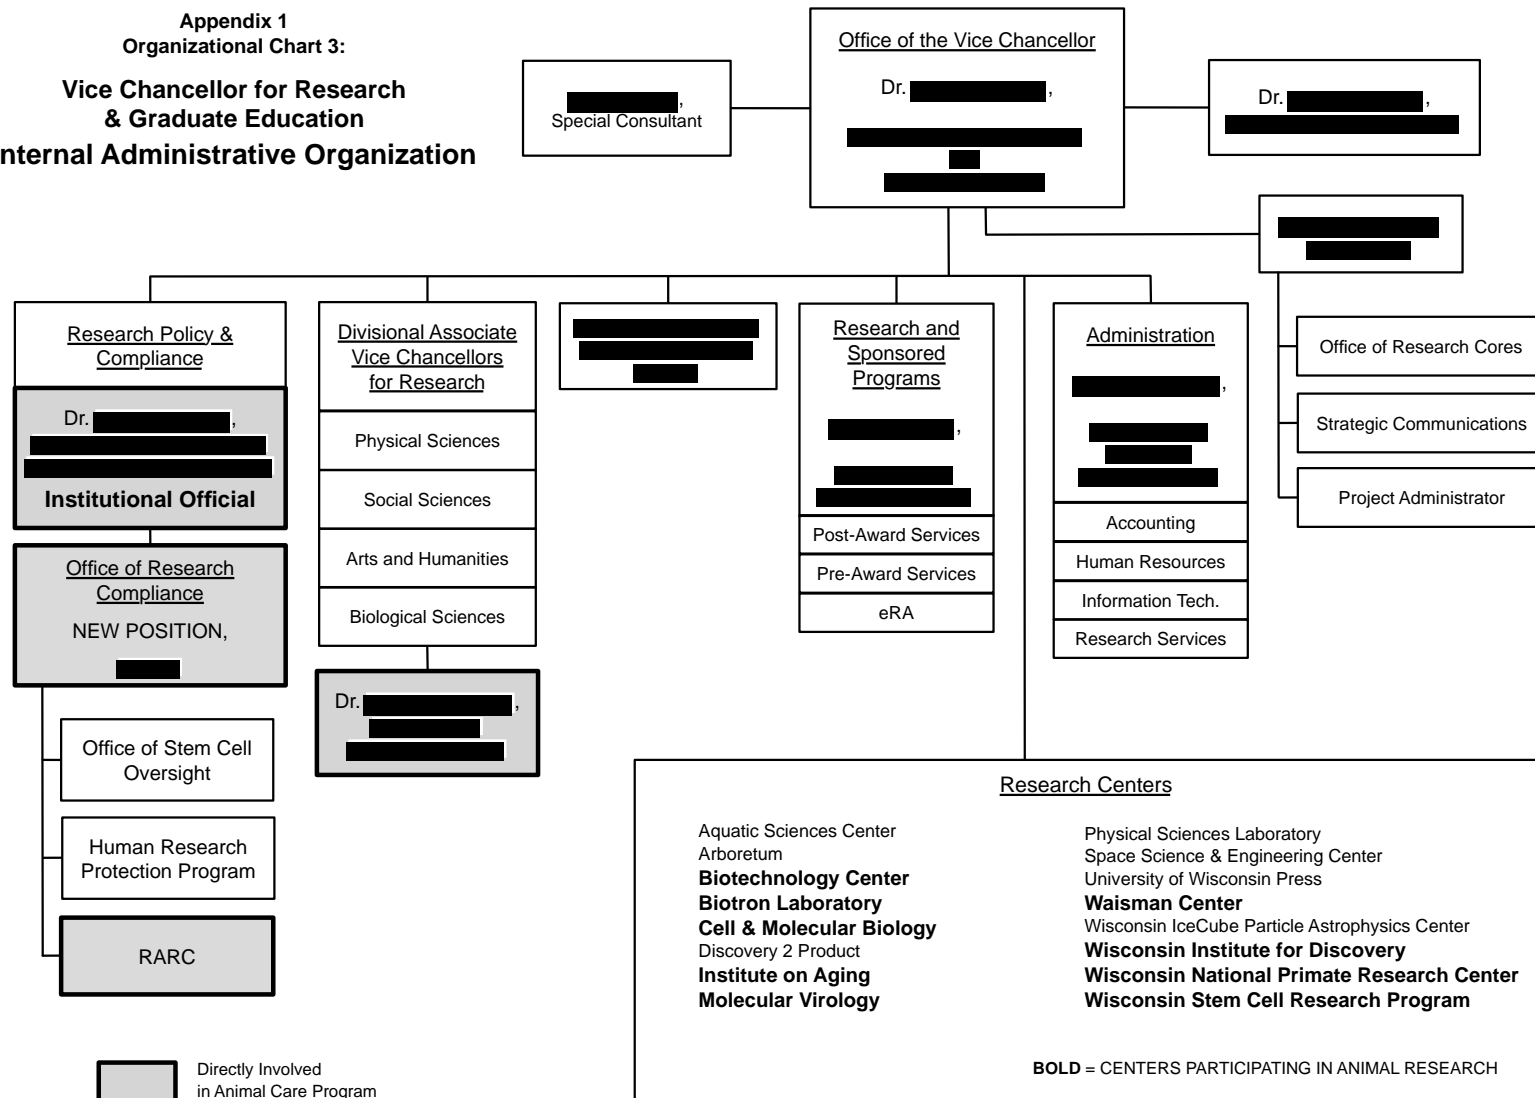 Appendix 1
Organizational Chart 3:
Vice Chancellor for Research
& Graduate Education
nternal Administrative Organization
,
Special Consultant
Office of the Vice Chancellor
Dr. ,
Dr. ,
Research Policy &
Compliance
Dr. ,
Institutional Official
Office of Research
Compliance
NEW POSITION,
Office of Stem Cell
Oversight
Human Research
Protection Program
RARC
Divisional Associate
Vice Chancellors
for Research
Physical Sciences
Social Sciences
Arts and Humanities
Biological Sciences
Dr. ,
Research and
Sponsored
Programs
,
Post-Award Services
Pre-Award Services
eRA
Administration
,
Accounting
Human Resources
Information Tech.
Research Services
Office of Research Cores
Strategic Communications
Project Administrator
Research Centers
Aquatic Sciences Center
Arboretum
Biotechnology Center
Biotron Laboratory
Cell & Molecular Biology
Discovery 2 Product
Institute on Aging
Molecular Virology
Physical Sciences Laboratory
Space Science & Engineering Center
University of Wisconsin Press
Waisman Center
Wisconsin IceCube Particle Astrophysics Center
Wisconsin Institute for Discovery
Wisconsin National Primate Research Center
Wisconsin Stem Cell Research Program
BOLD = CENTERS PARTICIPATING IN ANIMAL RESEARCH
Directly Involved
in Animal Care Program